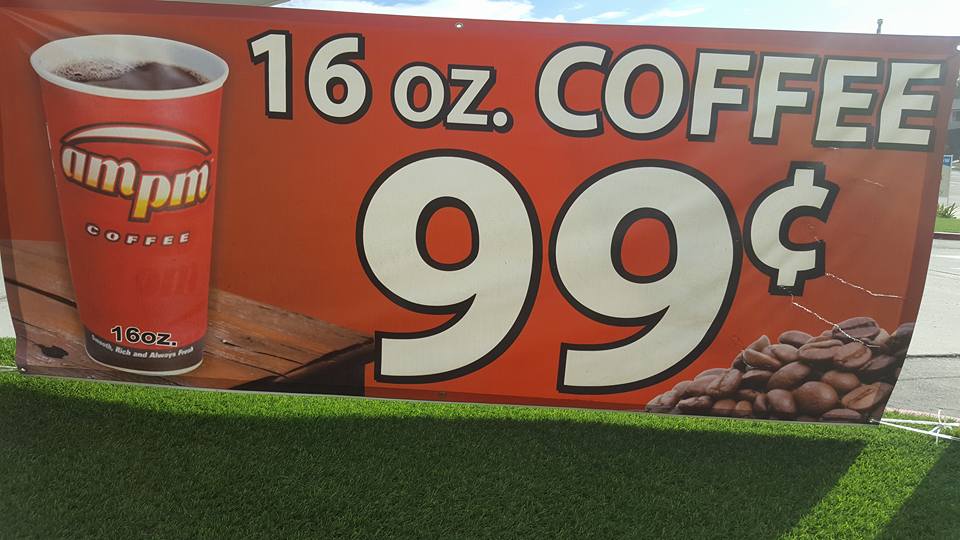 16 oz. COFFEE
99¢
ampm
COFFEE
16oz.
Smooth, Rich and Always Fresh